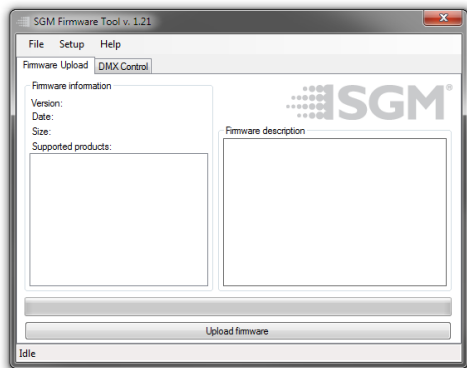 SGM Firmware Tool v. 1.21
File Setup Help
Firmware Upload DMX Control
Firmware information
Version:
Date:
Size:
Supported products:
SGM®
Firmware description
Upload firmware
Idle